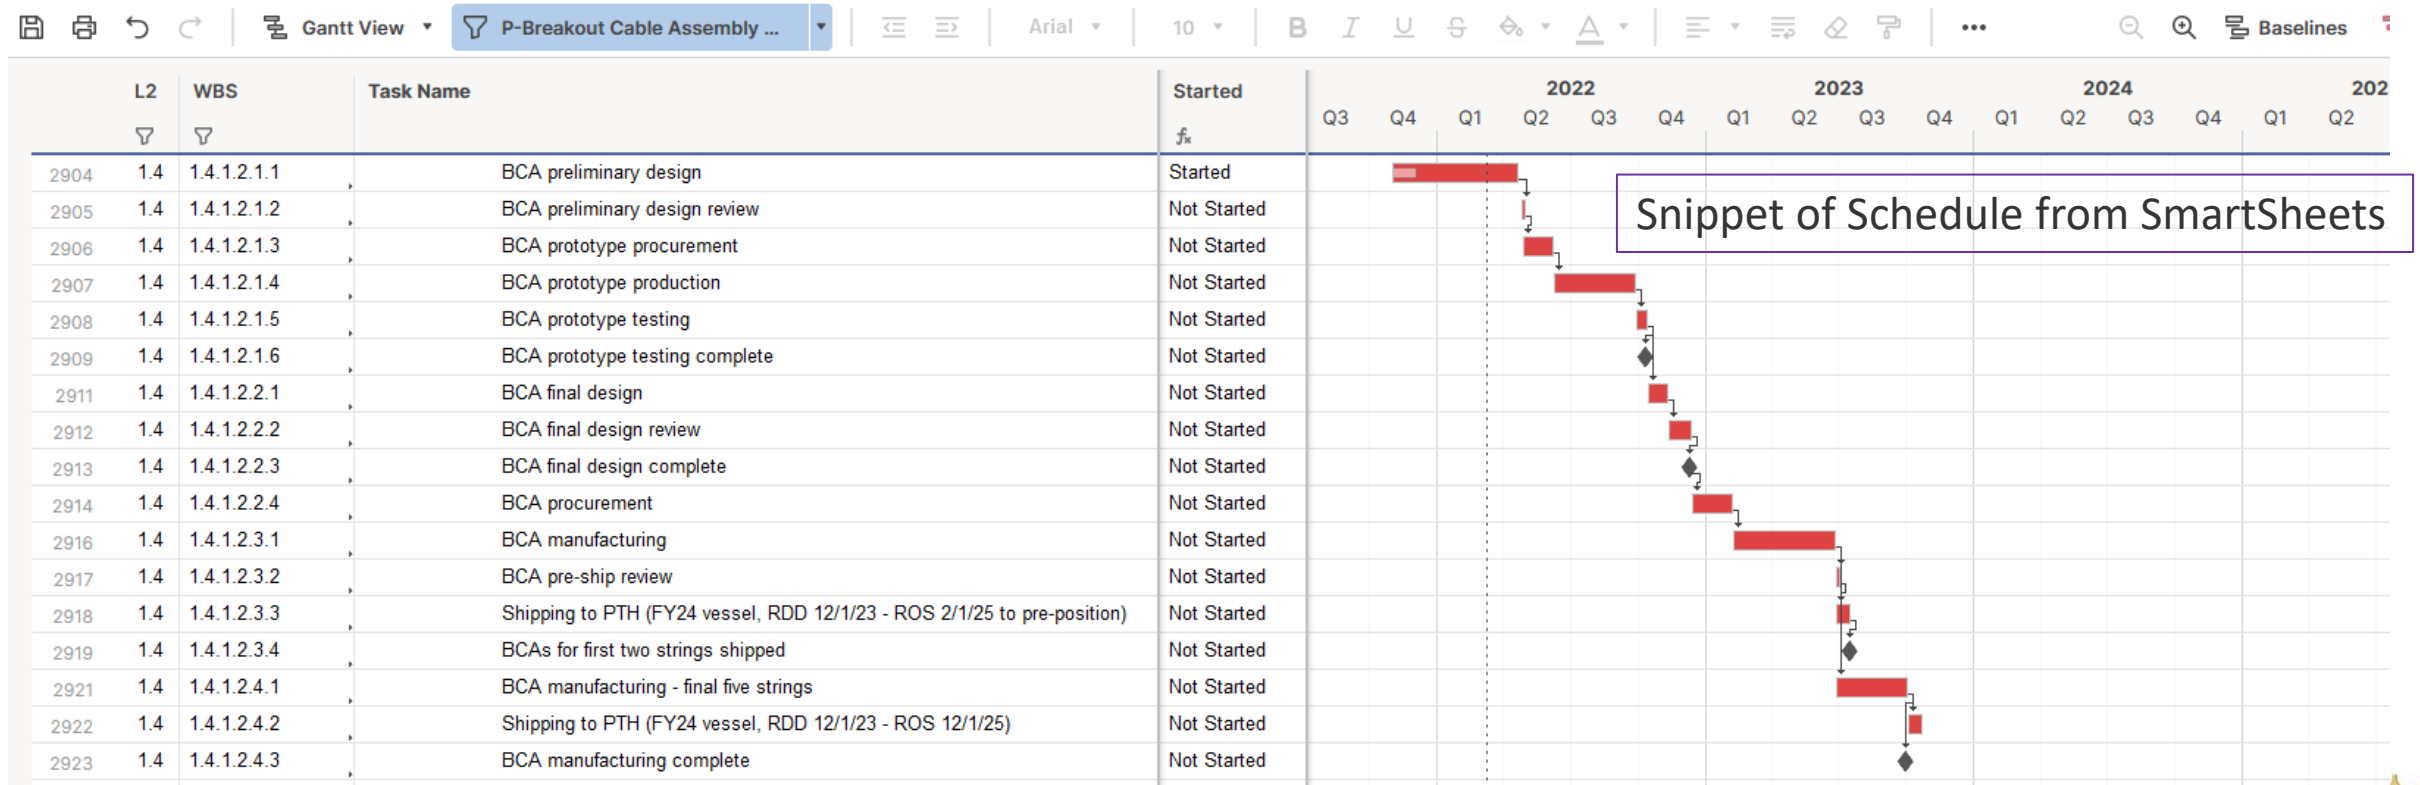 Gantt View P-Breakout Cable Assembly ... Arial 10 B I U S A ... Baselines
L2 WBS Task Name Started 2022 2023 2024 202
Q3 Q4 Q1 Q2 Q3 Q4 Q1 Q2 Q3 Q4 Q1 Q2 Q3 Q4 Q1 Q2
fx
2904 1.4 1.4.1.2.1.1 BCA preliminary design Started
2905 1.4 1.4.1.2.1.2 BCA preliminary design review Not Started
Snippet of Schedule from SmartSheets
2906 1.4 1.4.1.2.1.3 BCA prototype procurement Not Started
2907 1.4 1.4.1.2.1.4 BCA prototype production Not Started
2908 1.4 1.4.1.2.1.5 BCA prototype testing Not Started
2909 1.4 1.4.1.2.1.6 BCA prototype testing complete Not Started
2911 1.4 1.4.1.2.2.1 BCA final design Not Started
2912 1.4 1.4.1.2.2.2 BCA final design review Not Started
2913 1.4 1.4.1.2.2.3 BCA final design complete Not Started
2914 1.4 1.4.1.2.2.4 BCA procurement Not Started
2916 1.4 1.4.1.2.3.1 BCA manufacturing Not Started
2917 1.4 1.4.1.2.3.2 BCA pre-ship review Not Started
2918 1.4 1.4.1.2.3.3 Shipping to PTH (FY24 vessel, RDD 12/1/23 - ROS 2/1/25 to pre-position) Not Started
2919 1.4 1.4.1.2.3.4 BCAs for first two strings shipped Not Started
2921 1.4 1.4.1.2.4.1 BCA manufacturing - final five strings Not Started
2922 1.4 1.4.1.2.4.2 Shipping to PTH (FY24 vessel, RDD 12/1/23 - ROS 12/1/25) Not Started
2923 1.4 1.4.1.2.4.3 BCA manufacturing complete Not Started